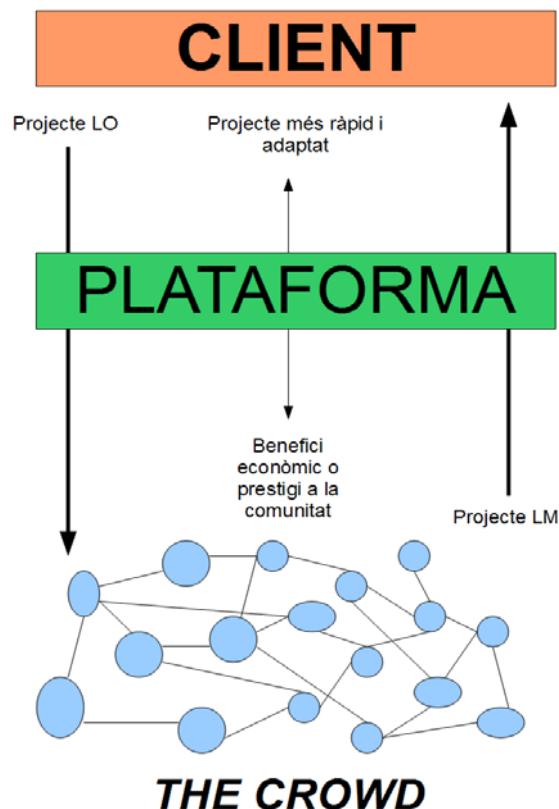 CLIENT
Projecte LO
Projecte més ràpid i
adaptat
PLATAFORMA
Benefici
econòmic o
prestigi a la
comunitat
Projecte LM
THE CROWD